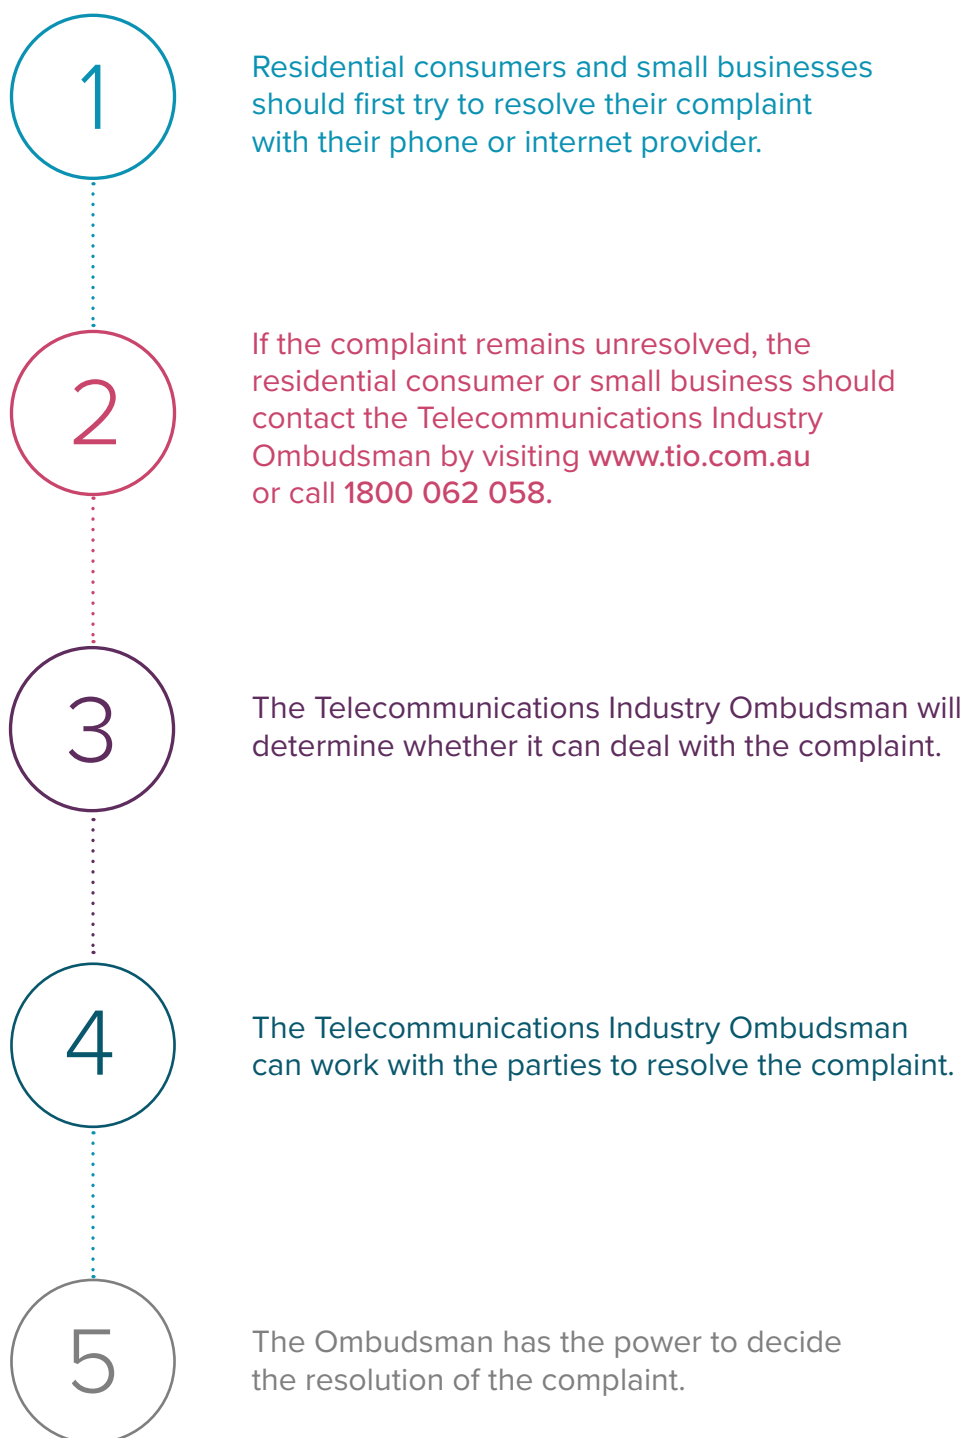 1
Residential consumers and small businesses
should first try to resolve their complaint
with their phone or internet provider.
2
If the complaint remains unresolved, the
residential consumer or small business should
contact the Telecommunications Industry
Ombudsman by visiting www.tio.com.au
or call 1800 062 058.
3
The Telecommunications Industry Ombudsman will
determine whether it can deal with the complaint.
4
The Telecommunications Industry Ombudsman
can work with the parties to resolve the complaint.
5
The Ombudsman has the power to decide
the resolution of the complaint.